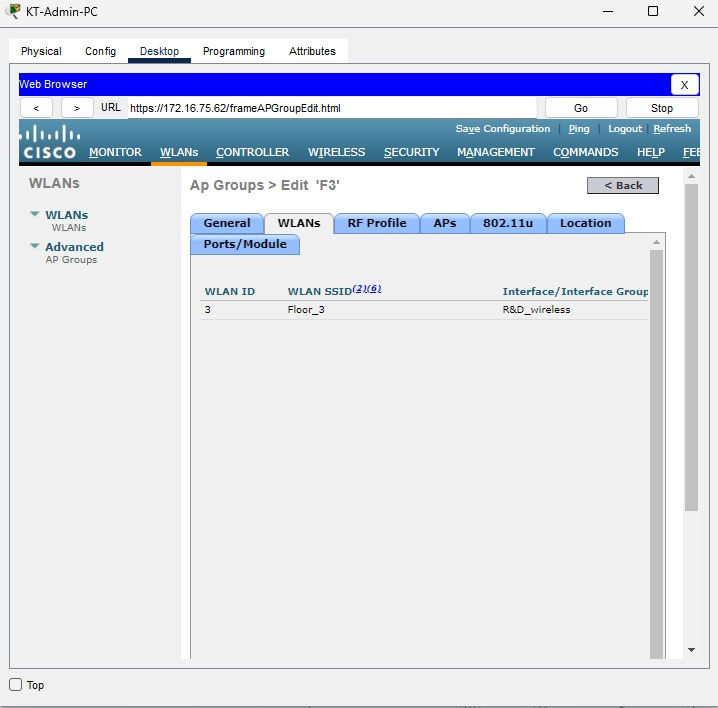 KT-Admin-PC
Physical Config Desktop Programming Attributes
Web Browser X
< > URL https://172.16.75.62/frameAPGroupEdit.html Go Stop
Save Configuration | Ping | Logout | Refresh
CISCO MONITOR WLANs CONTROLLER WIRELESS SECURITY MANAGEMENT COMMANDS HELP FEE
WLANs
WLANs
WLANs
Advanced
AP Groups
Ap Groups > Edit 'F3' < Back
General WLANs RF Profile APs 802.11u Location
Ports/Module
WLAN ID WLAN SSID(2)(6) Interface/Interface Group
3 Floor_3 R&D_wireless
Top